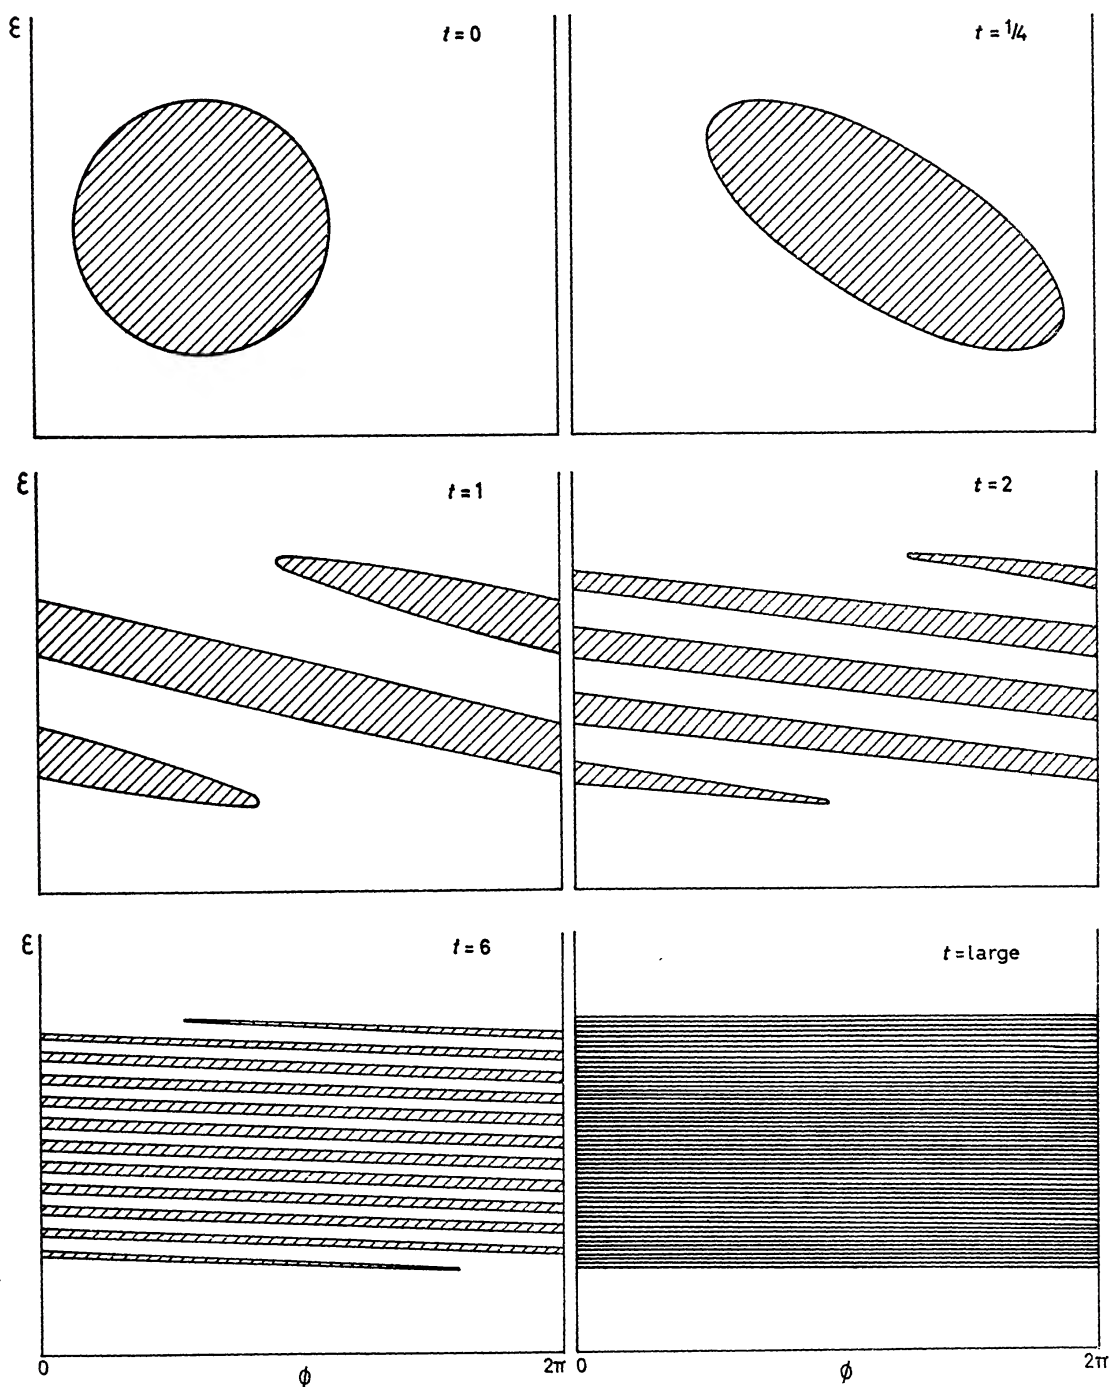 ε
t = 0
t = 1/4
ε
t = 1
t = 2
ε
t = 6
t = large
0
ϕ
2π
0
ϕ
2π